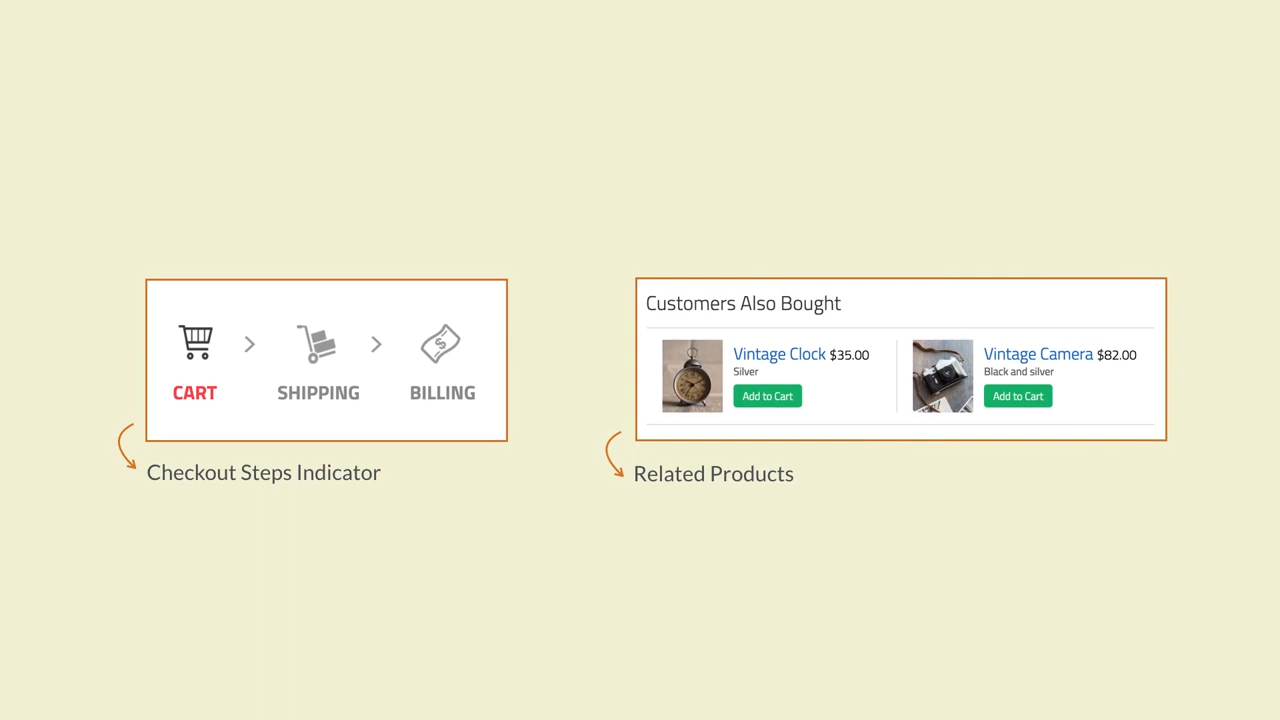 CART
SHIPPING
BILLING
Checkout Steps Indicator
Customers Also Bought
Vintage Clock $35.00
Silver
Add to Cart
Vintage Camera $82.00
Black and silver
Add to Cart
Related Products